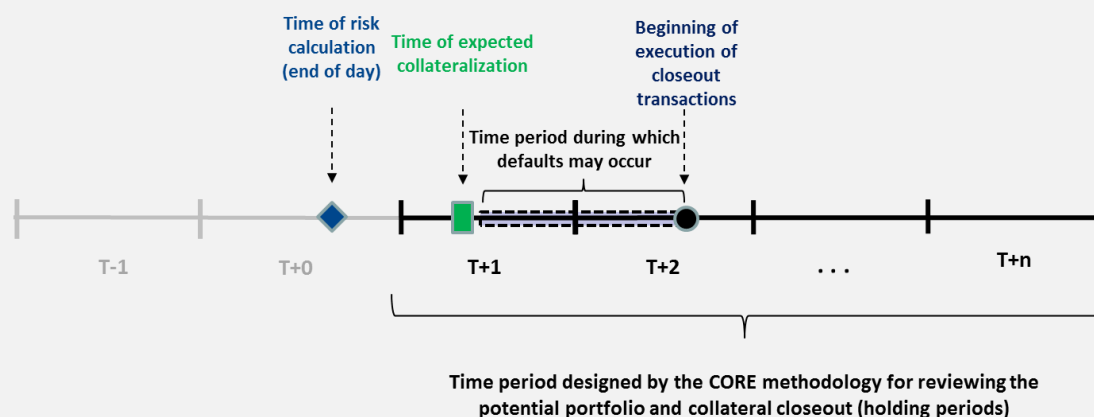 Time of risk
calculation
(end of day)
Time of expected
collateralization
Beginning of
execution of
closeout
transactions
Time period during which
defaults may occur
T-1
T+0
T+1
T+2
...
T+n
Time period designed by the CORE methodology for reviewing the
potential portfolio and collateral closeout (holding periods)